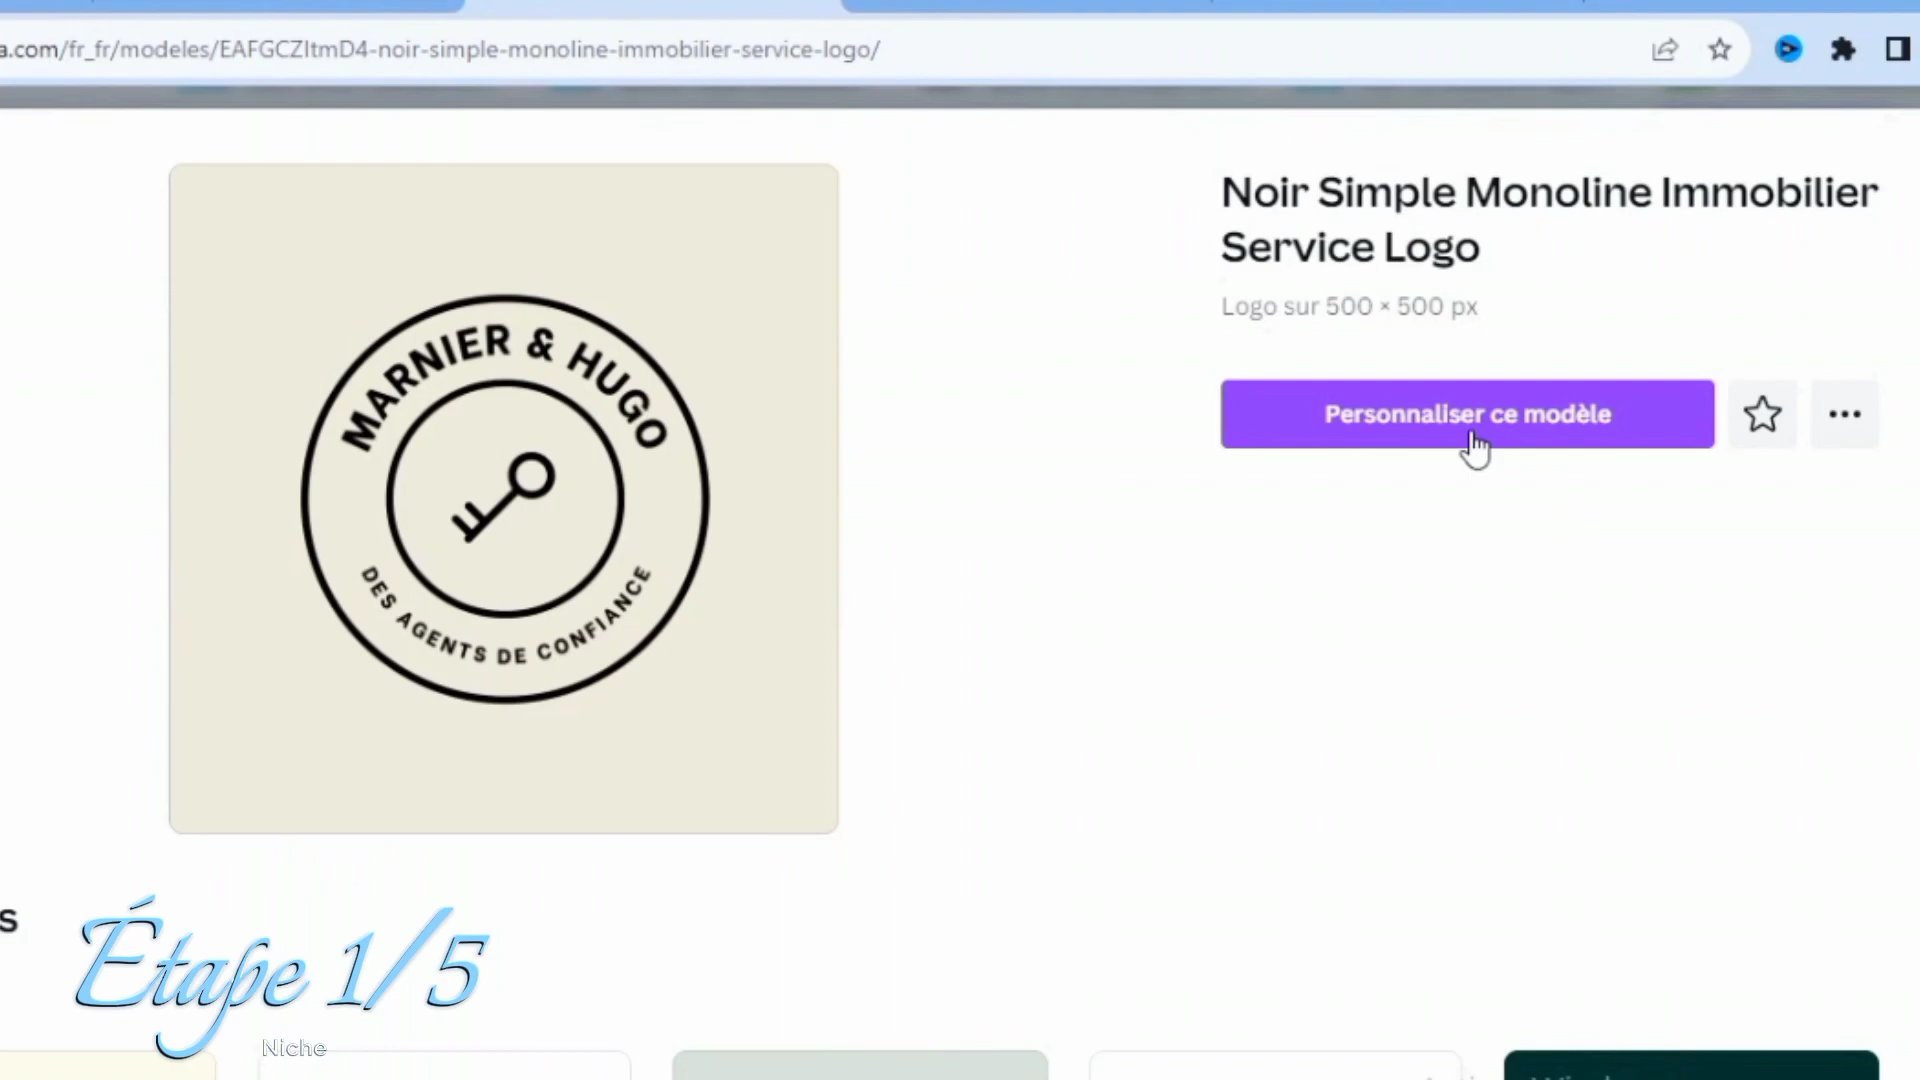 a.com/fr_fr/modeles/EAFGCZItmD4-noir-simple-monoline-immobilier-service-logo/
Noir Simple Monoline Immobilier
Service Logo
Logo sur 500 × 500 px
Personnaliser ce modèle
MARNIER & HUGO
DES AGENTS DE CONFIANCE
s
Étape 1/5
Niche